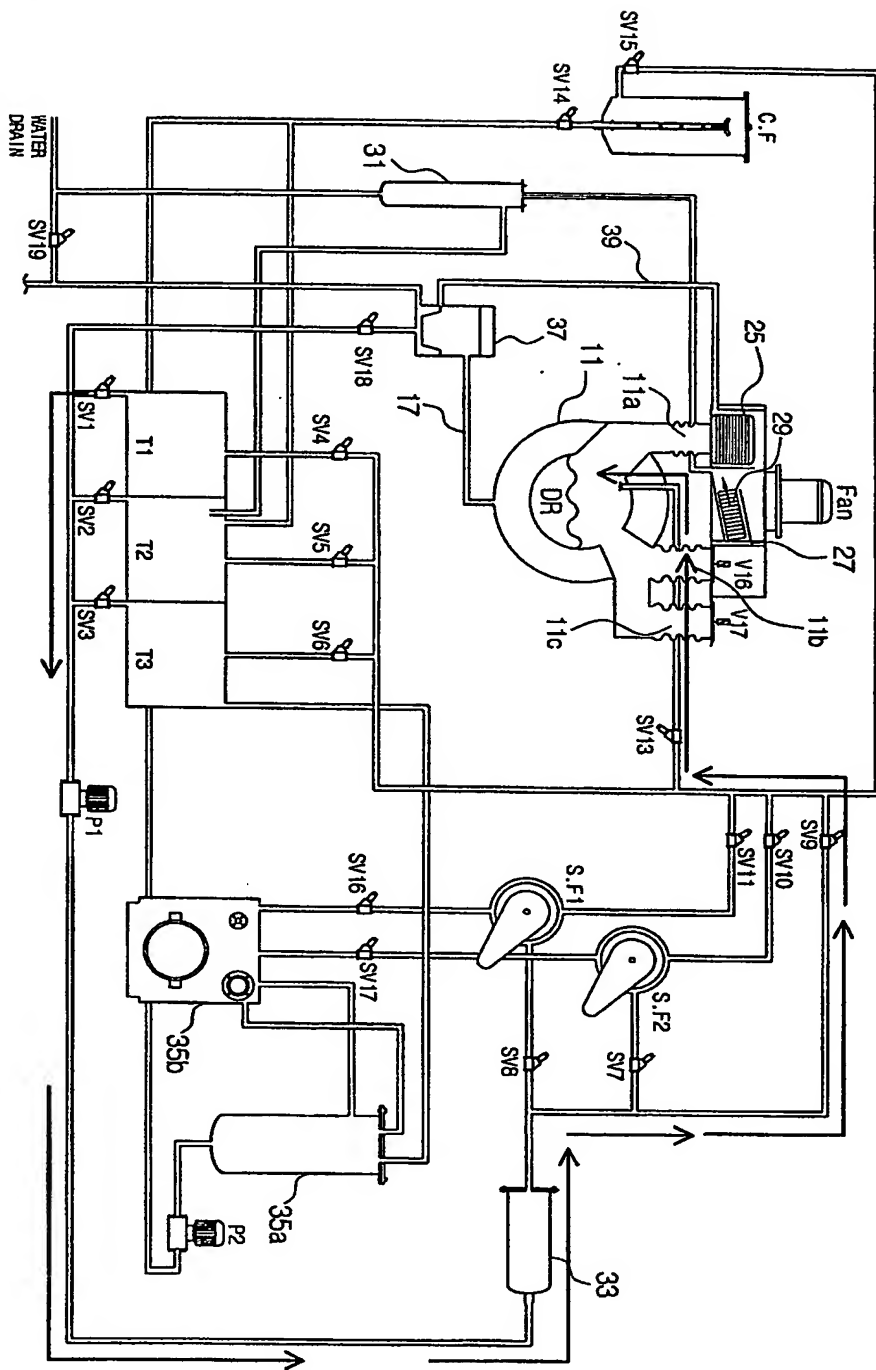 SV15
SV14
C.F
WATER
DRAIN
31
SV19
39
37
SV18
17
11
11a
25
29
Fan
27
DR
V16
V17
11b
11c
SV13
SV1
SV2
SV3
T1
T2
T3
SV4
SV5
SV6
P1
SV9
SV10
SV11
S.F1
S.F2
SV16
SV17
SV8
SV7
35b
35a
P2
33